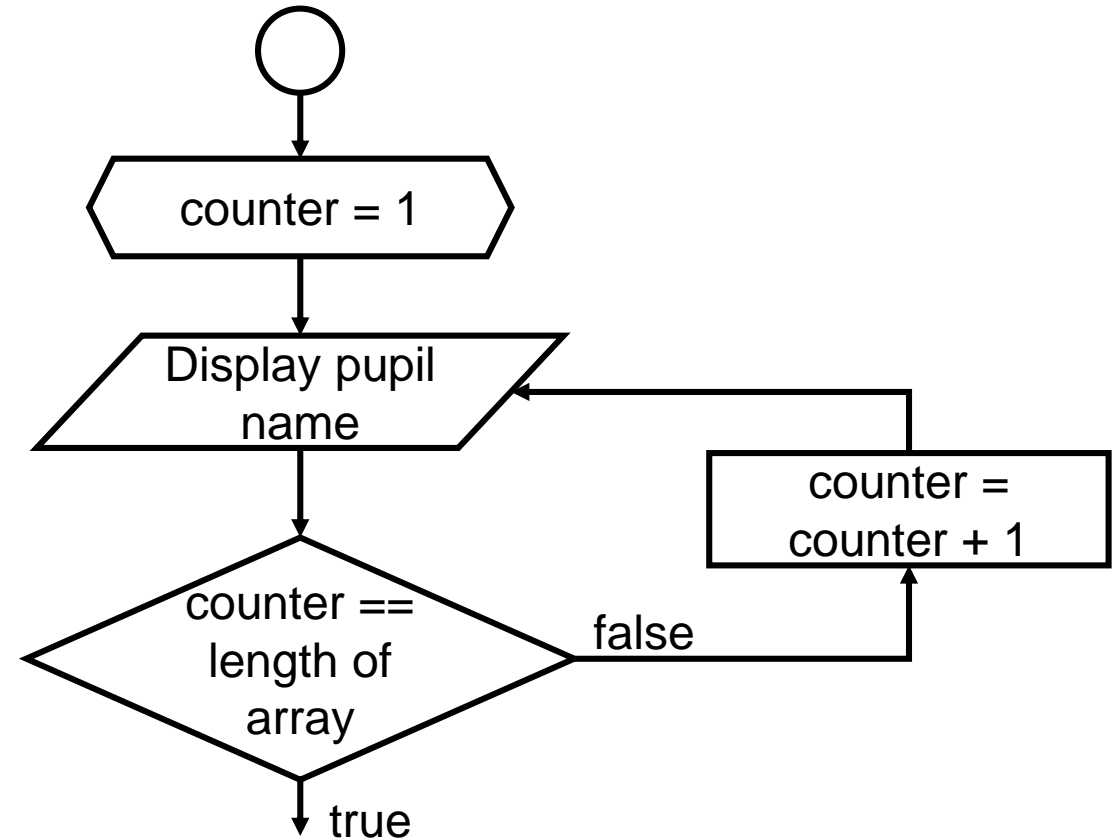 counter = 1
Display pupil
name
counter =
counter + 1
counter ==
length of
array
false
true